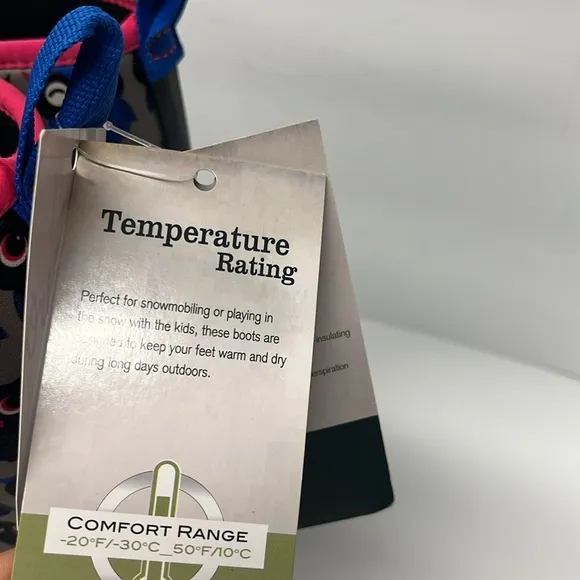 Temperature
Rating
Perfect for snowmobiling or playing in
the snow with the kids, these boots are
to keep your feet warm and dry
during long days outdoors.
insulating
COMFORT RANGE
-20°F/-30°C_50°F/10°C